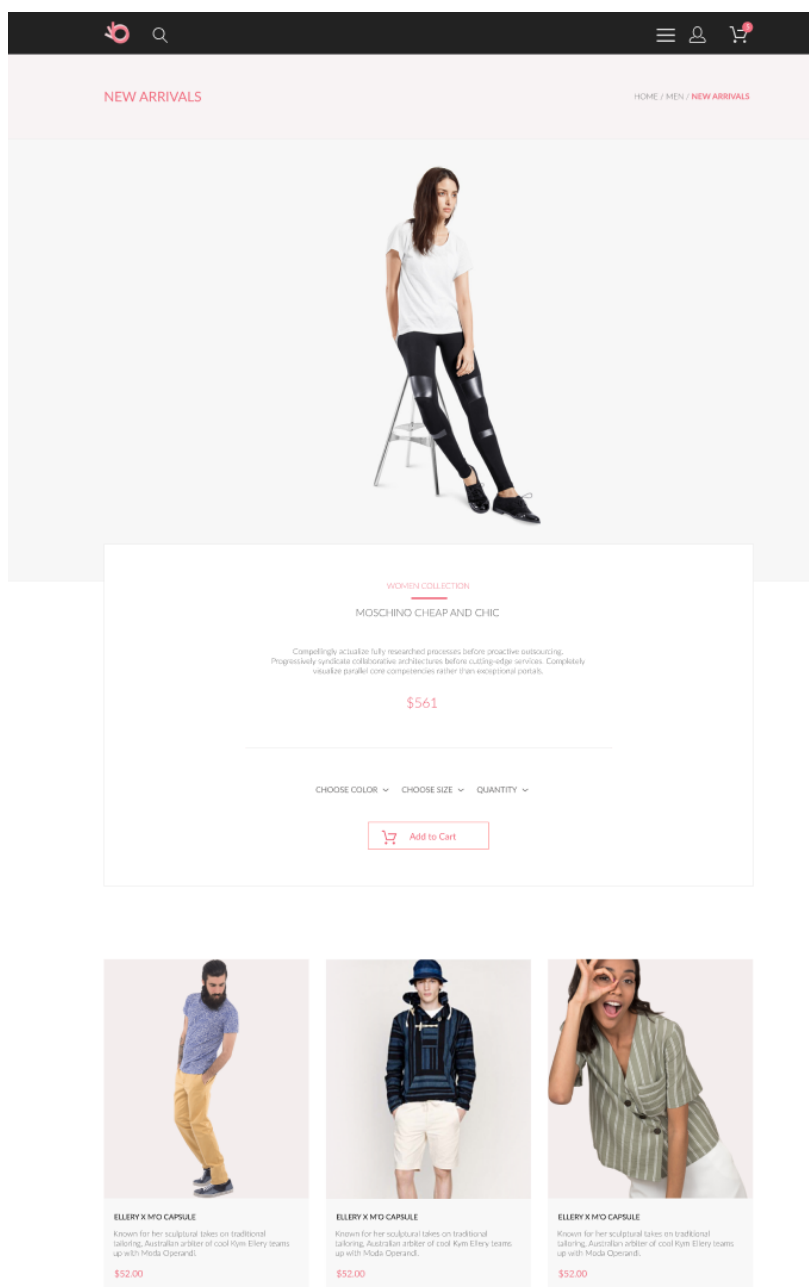 5
NEW ARRIVALS
HOME / MEN / NEW ARRIVALS
WOMEN COLLECTION
MOSCHINO CHEAP AND CHIC
Compellingly actualize fully researched processes before proactive outsourcing.
Progressively syndicate collaborative architectures before cutting-edge services. Completely
visualize parallel core competencies rather than exceptional portals.
$561
CHOOSE COLOR CHOOSE SIZE QUANTITY
Add to Cart
ELLERY X M'O CAPSULE
Known for her sculptural takes on traditional
tailoring, Australian arbiter of cool Kym Ellery teams
up with Moda Operandi.
$52.00
ELLERY X M'O CAPSULE
Known for her sculptural takes on traditional
tailoring, Australian arbiter of cool Kym Ellery teams
up with Moda Operandi.
$52.00
ELLERY X M'O CAPSULE
Known for her sculptural takes on traditional
tailoring, Australian arbiter of cool Kym Ellery teams
up with Moda Operandi.
$52.00